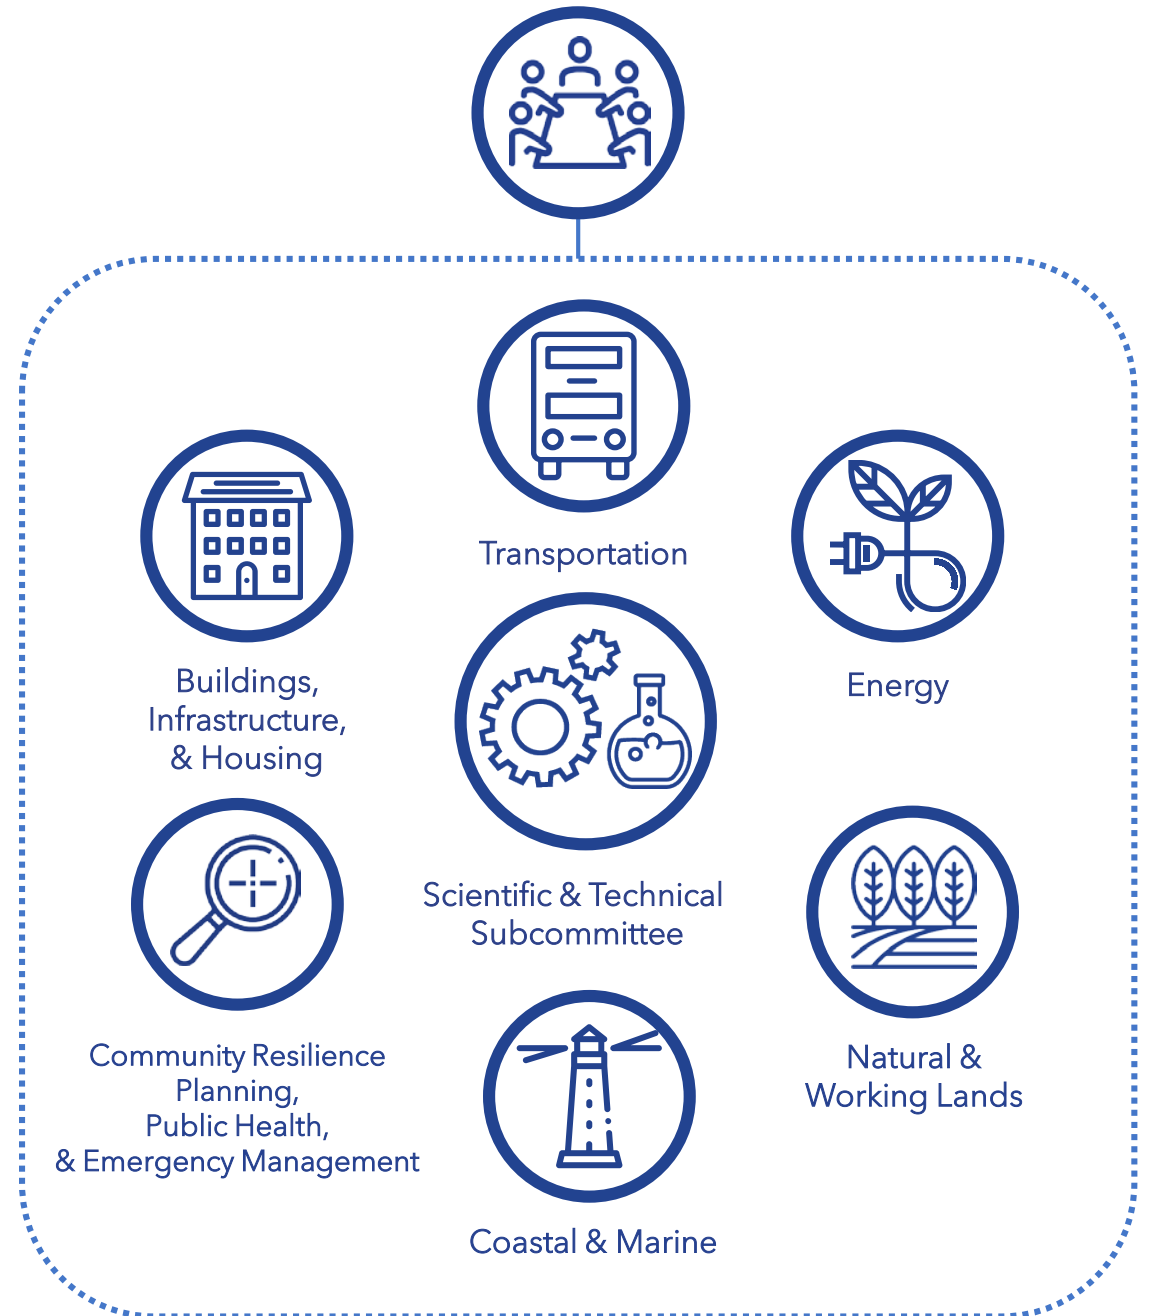 Transportation
Buildings,
Infrastructure,
& Housing
Energy
Scientific & Technical
Subcommittee
Community Resilience
Planning,
Public Health,
& Emergency Management
Natural &
Working Lands
Coastal & Marine